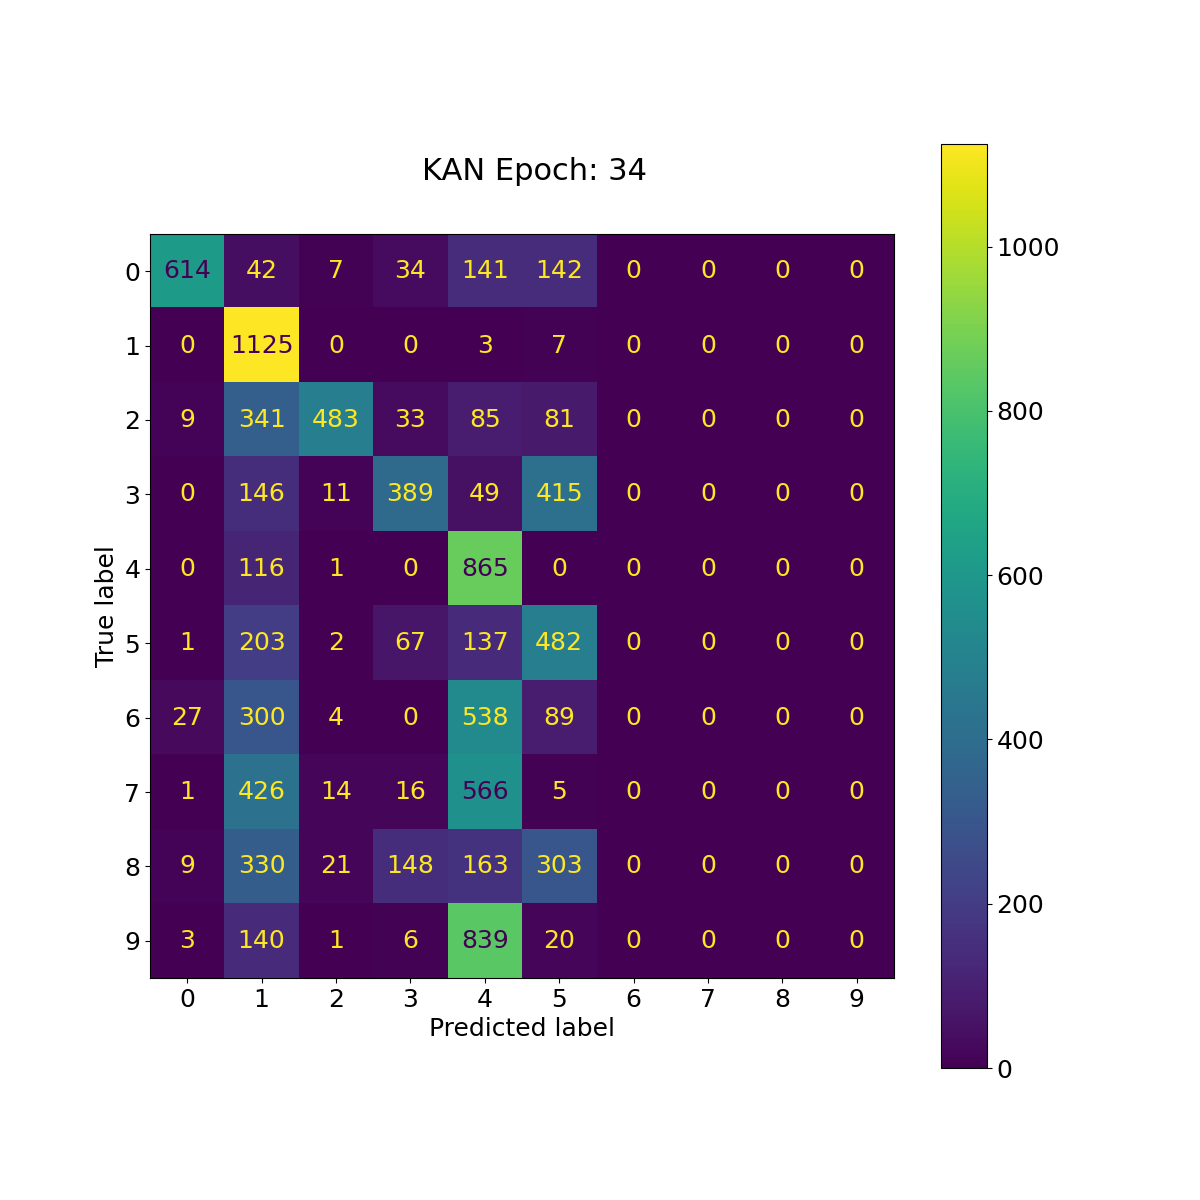 KAN Epoch: 34
0 614 42 7 34 141 142 0 0 0 0
1 0 1125 0 0 3 7 0 0 0 0
2 9 341 483 33 85 81 0 0 0 0
3 0 146 11 389 49 415 0 0 0 0
4 0 116 1 0 865 0 0 0 0 0
5 1 203 2 67 137 482 0 0 0 0
6 27 300 4 0 538 89 0 0 0 0
7 1 426 14 16 566 5 0 0 0 0
8 9 330 21 148 163 303 0 0 0 0
9 3 140 1 6 839 20 0 0 0 0
0 1 2 3 4 5 6 7 8 9
Predicted label
True label
1000
800
600
400
200
0